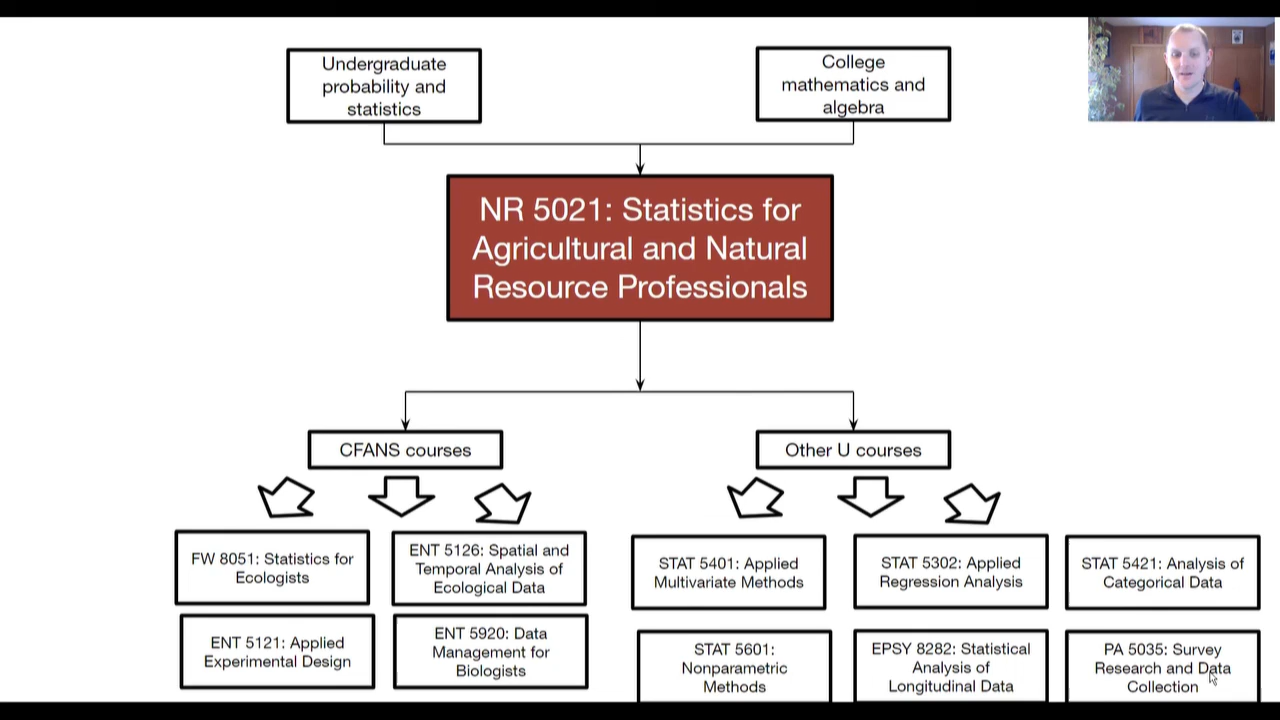 Undergraduate
probability and
statistics
College
mathematics and
algebra
NR 5021: Statistics for
Agricultural and Natural
Resource Professionals
CFANS courses
Other U courses
FW 8051: Statistics for
Ecologists
ENT 5126: Spatial and
Temporal Analysis of
Ecological Data
STAT 5401: Applied
Multivariate Methods
STAT 5302: Applied
Regression Analysis
STAT 5421: Analysis of
Categorical Data
ENT 5121: Applied
Experimental Design
ENT 5920: Data
Management for
Biologists
STAT 5601:
Nonparametric
Methods
EPSY 8282: Statistical
Analysis of
Longitudinal Data
PA 5035: Survey
Research and Data
Collection